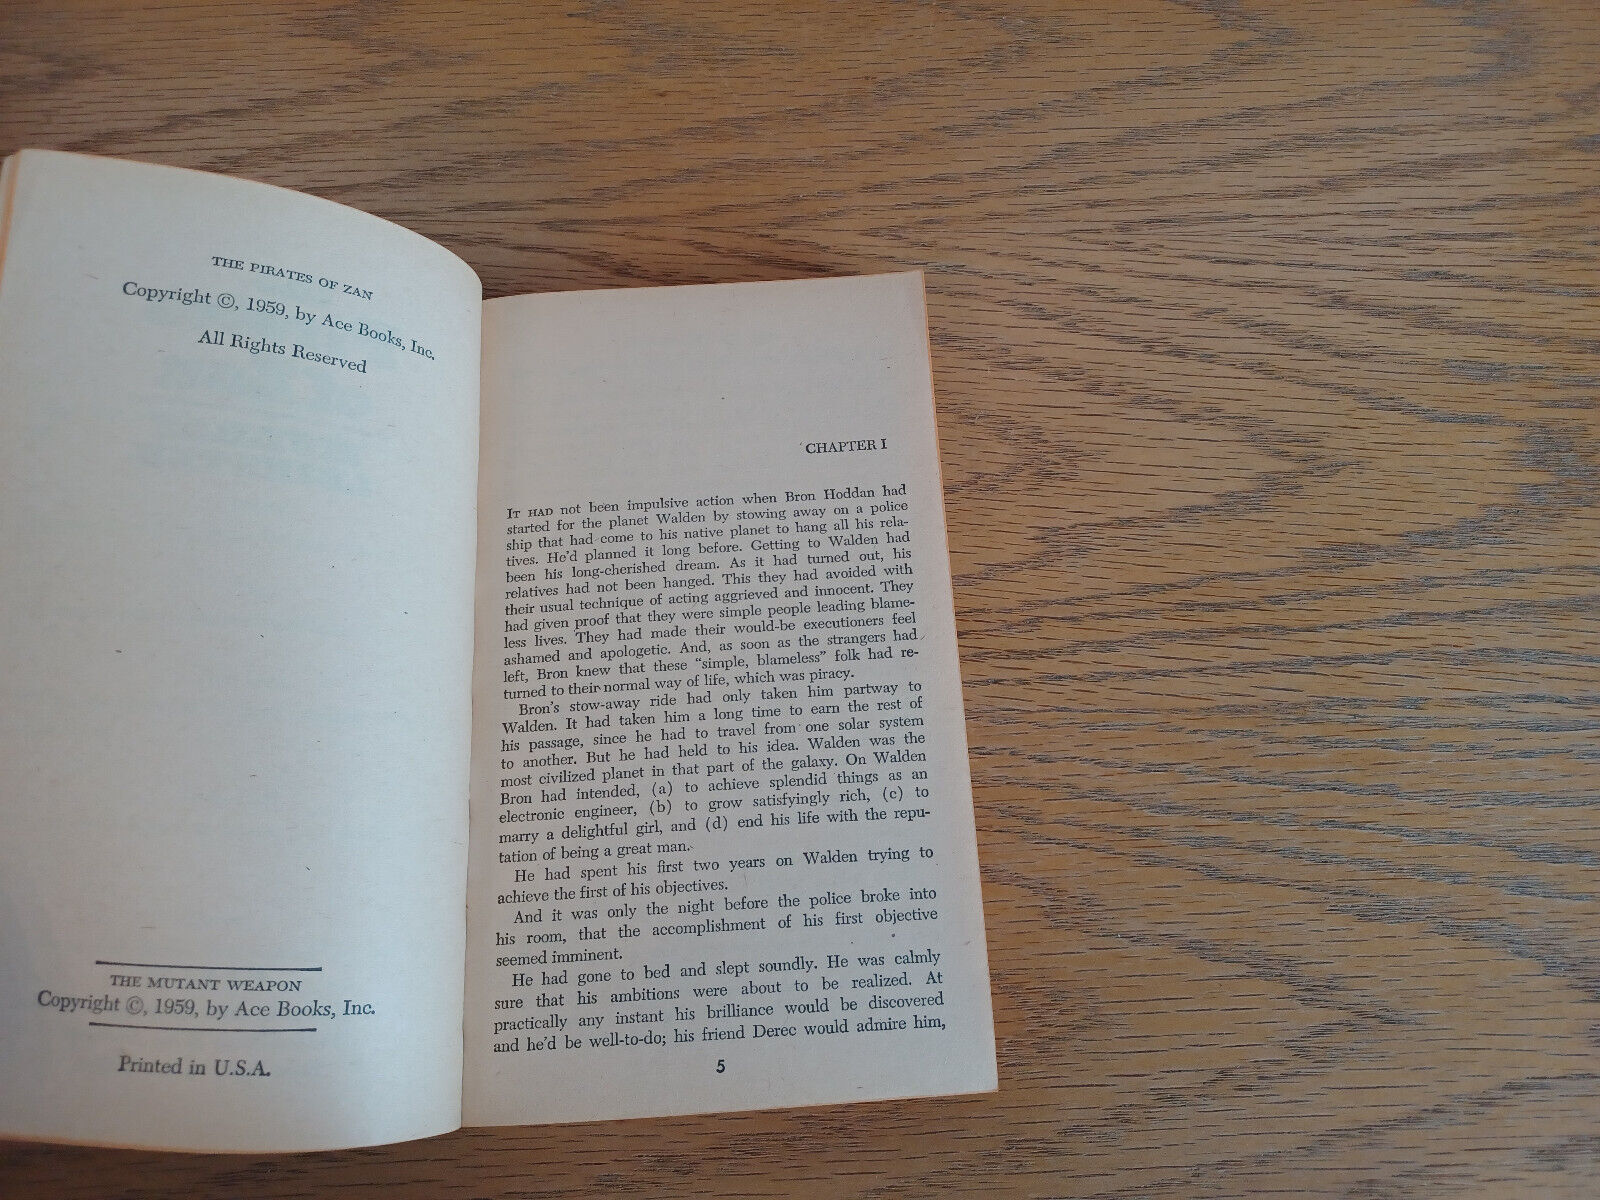 THE PIRATES OF ZAN
Copyright ©, 1959, by Ace Books, Inc.
All Rights Reserved
THE MUTANT WEAPON
Copyright ©, 1959, by Ace Books, Inc.
Printed in U.S.A.
CHAPTER I
IT HAD not been impulsive action when Bron Hoddan had
started for the planet Walden by stowing away on a police
ship that had come to his native planet to hang all his rela-
tives. He'd planned it long before. Getting to Walden had
been his long-cherished dream. As it had turned out, his
relatives had not been hanged. This they had avoided with
their usual technique of acting aggrieved and innocent. They
had given proof that they were simple people leading blame-
less lives. They had made their would-be executioners feel
ashamed and apologetic. And, as soon as the strangers had
left, Bron knew that these "simple, blameless" folk had re-
turned to their normal way of life, which was piracy.
Bron's stow-away ride had only taken him partway to
Walden. It had taken him a long time to earn the rest of
his passage, since he had to travel from one solar system
to another. But he had held to his idea. Walden was the
most civilized planet in that part of the galaxy. On Walden
Bron had intended, (a) to achieve splendid things as an
electronic engineer, (b) to grow satisfyingly rich, (c) to
marry a delightful girl, and (d) end his life with the repu-
tation of being a great man.
He had spent his first two years on Walden trying to
achieve the first of his objectives.
And it was only the night before the police broke into
his room, that the accomplishment of his first objective
seemed imminent.
He had gone to bed and slept soundly. He was calmly
sure that his ambitions were about to be realized. At
practically any instant his brilliance would be discovered
and he'd be well-to-do; his friend Derec would admire him,
5